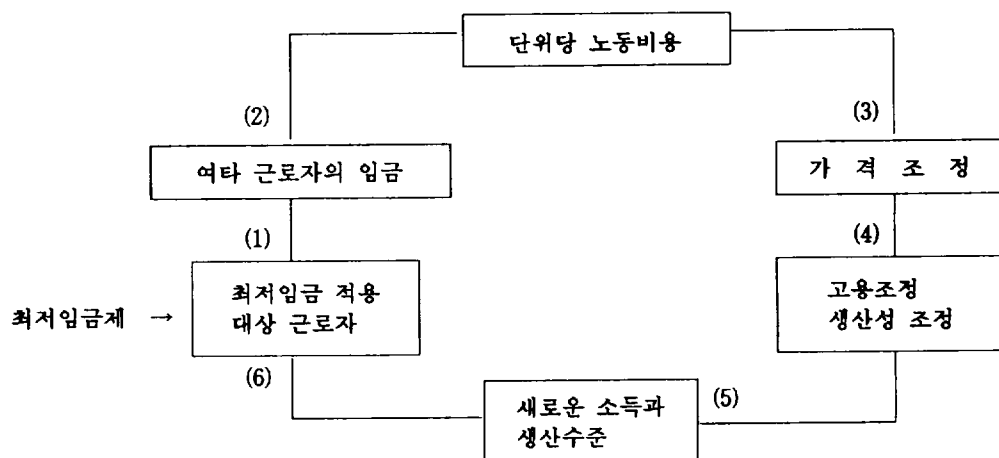 단위당 노동비용
(2)
(3)
여타 근로자의 임금
가 격 조 정
(1)
(4)
최저임금제 →
최저임금 적용
대상 근로자
고용조정
생산성 조정
(6)
새로운 소득과
생산수준
(5)